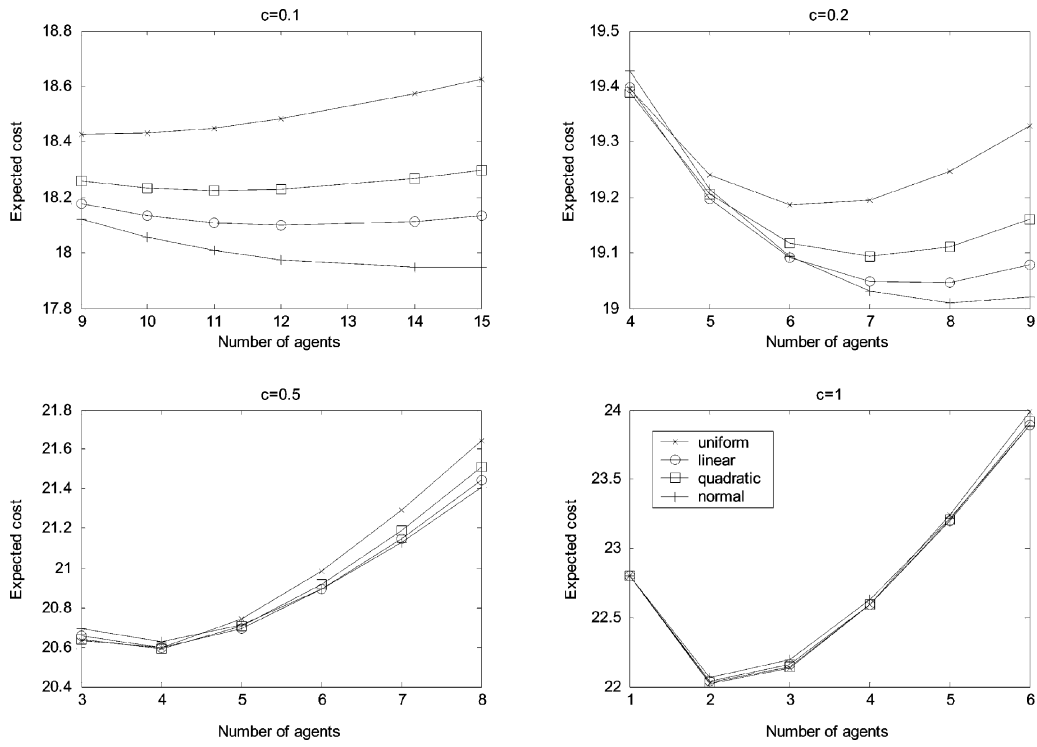 c=0.1
18.8
18.6
18.4
18.2
18
17.8
Expected cost
9 10 11 12 13 14 15
Number of agents
c=0.2
19.5
19.4
19.3
19.2
19.1
19
Expected cost
4 5 6 7 8 9
Number of agents
c=0.5
21.8
21.6
21.4
21.2
21
20.8
20.6
20.4
Expected cost
3 4 5 6 7 8
Number of agents
c=1
24
23.5
23
22.5
22
Expected cost
uniform
linear
quadratic
normal
1 2 3 4 5 6
Number of agents